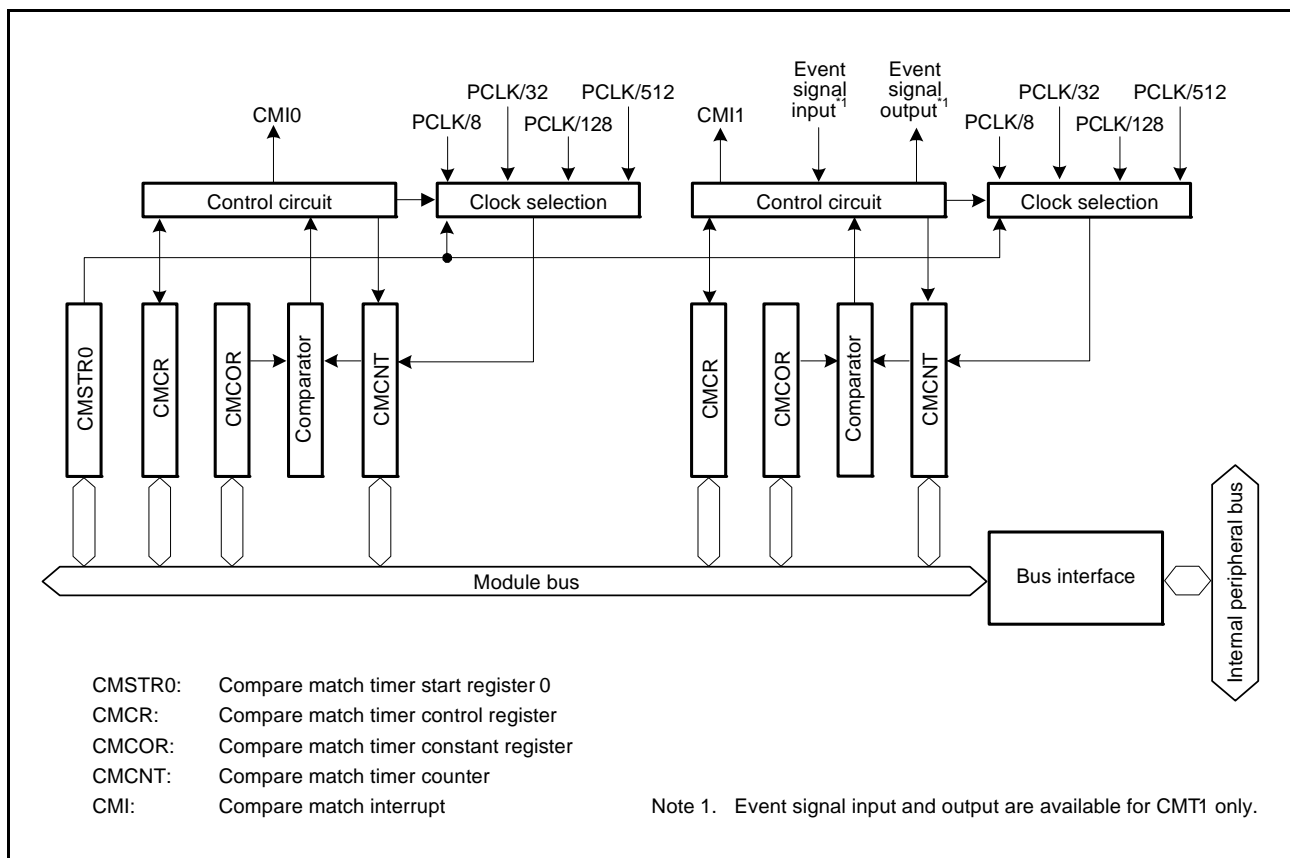 CMI0
PCLK/8
PCLK/32
PCLK/128
PCLK/512
CMI1
Event
signal
input*1
Event
signal
output*1
PCLK/8
PCLK/32
PCLK/128
PCLK/512
Control circuit
Clock selection
Control circuit
Clock selection
CMSTR0
CMCR
CMCOR
Comparator
CMCNT
CMCR
CMCOR
Comparator
CMCNT
Module bus
Bus interface
Internal peripheral bus
CMSTR0: Compare match timer start register 0
CMCR: Compare match timer control register
CMCOR: Compare match timer constant register
CMCNT: Compare match timer counter
CMI: Compare match interrupt
Note 1. Event signal input and output are available for CMT1 only.